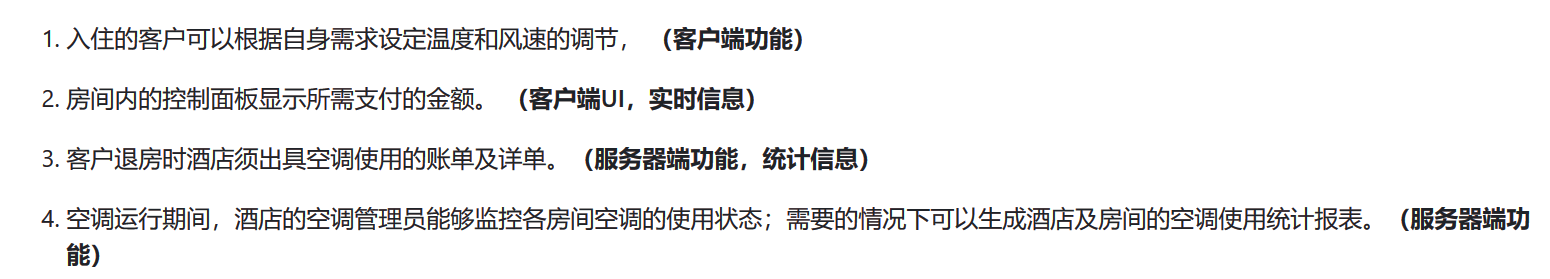 1. 入住的客户可以根据自身需求设定温度和风速的调节， （客户端功能）
2. 房间内的控制面板显示所需支付的金额。 （客户端UI，实时信息）
3. 客户退房时酒店须出具空调使用的账单及详单。（服务器端功能，统计信息）
4. 空调运行期间，酒店的空调管理员能够监控各房间空调的使用状态；需要的情况下可以生成酒店及房间的空调使用统计报表。（服务器端功
能）